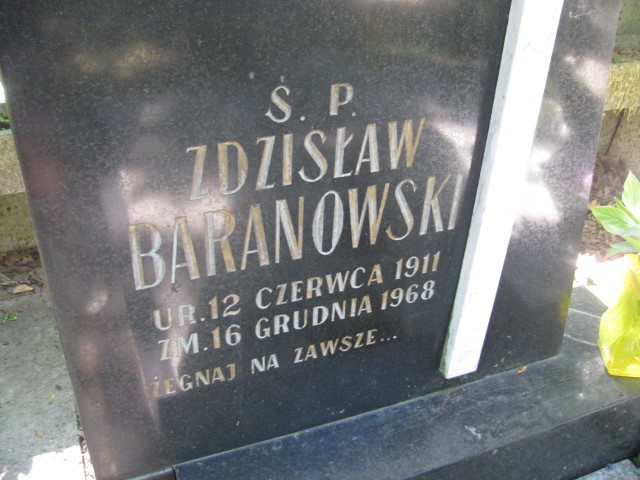 Ś. P.
ZDZISŁAW
BARANOWSKI
UR. 12 CZERWCA 1911
ZM. 16 GRUDNIA 1968
ŻEGNAJ NA ZAWSZE...